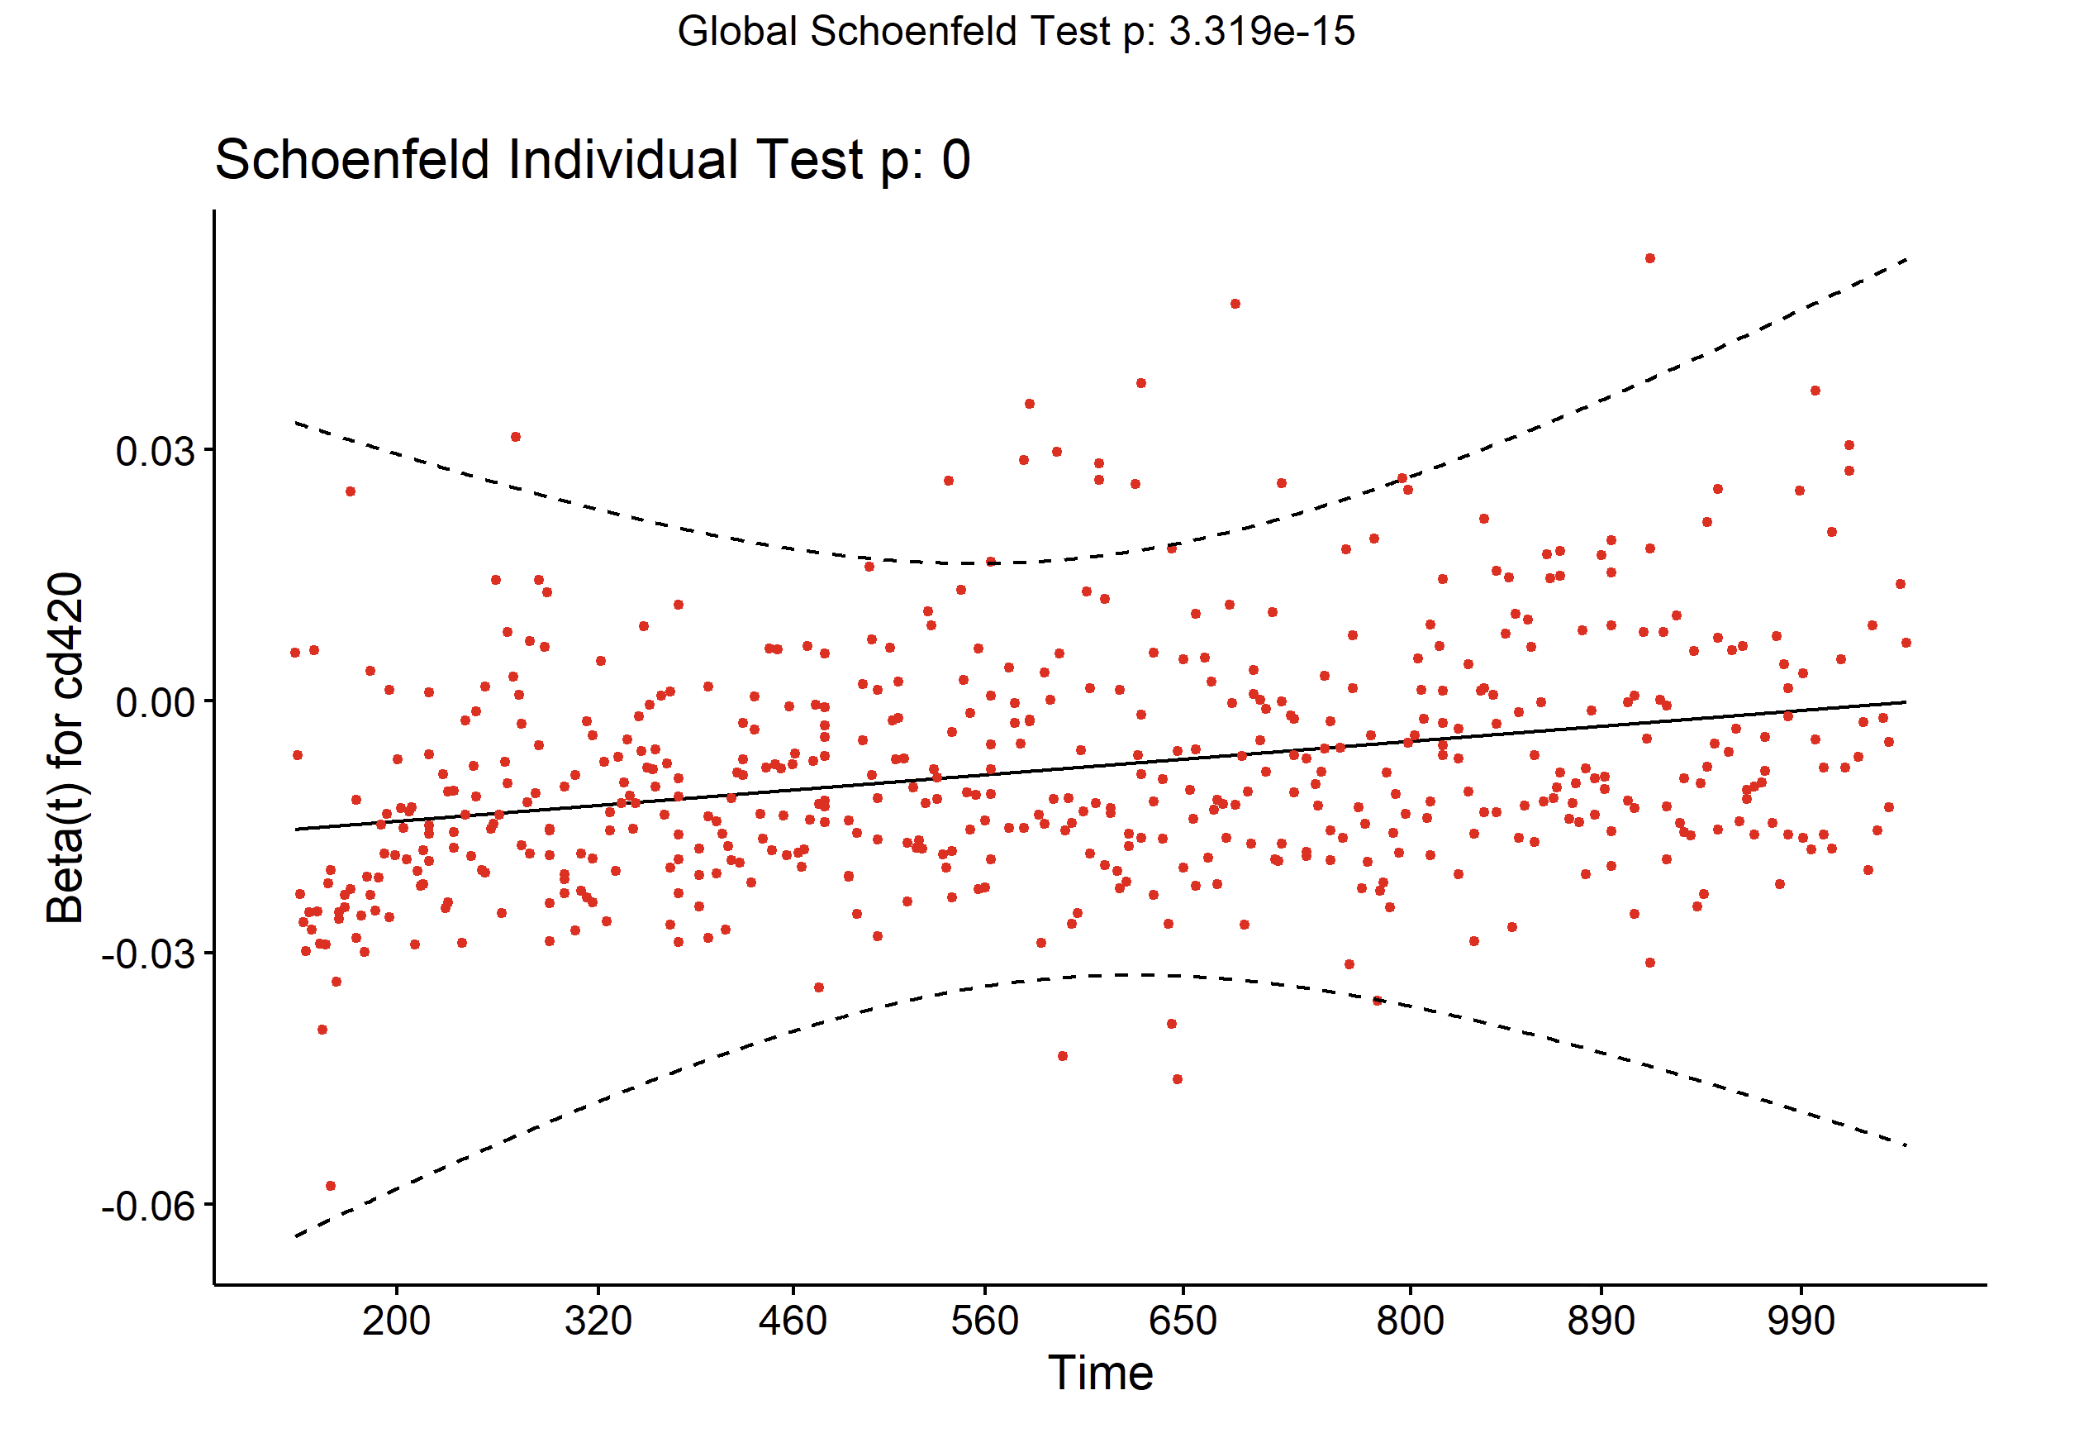 Global Schoenfeld Test p: 3.319e-15
Schoenfeld Individual Test p: 0
0.03
0.00
-0.03
-0.06
Beta(t) for cd420
200 320 460 560 650 800 890 990
Time